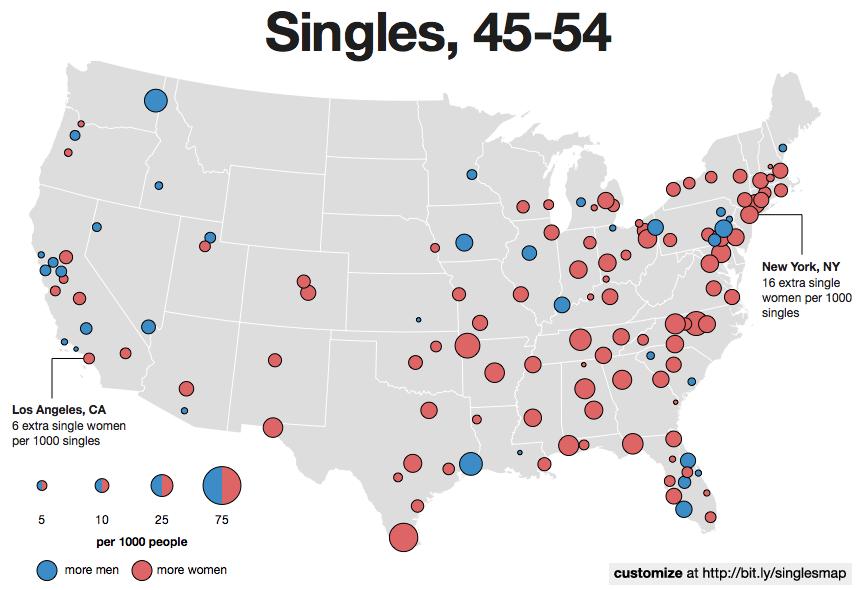 Singles, 45-54
New York, NY
16 extra single
women per 1000
singles
Los Angeles, CA
6 extra single women
per 1000 singles
5 10 25 75
per 1000 people
more men more women
customize at http://bit.ly/singlesmap